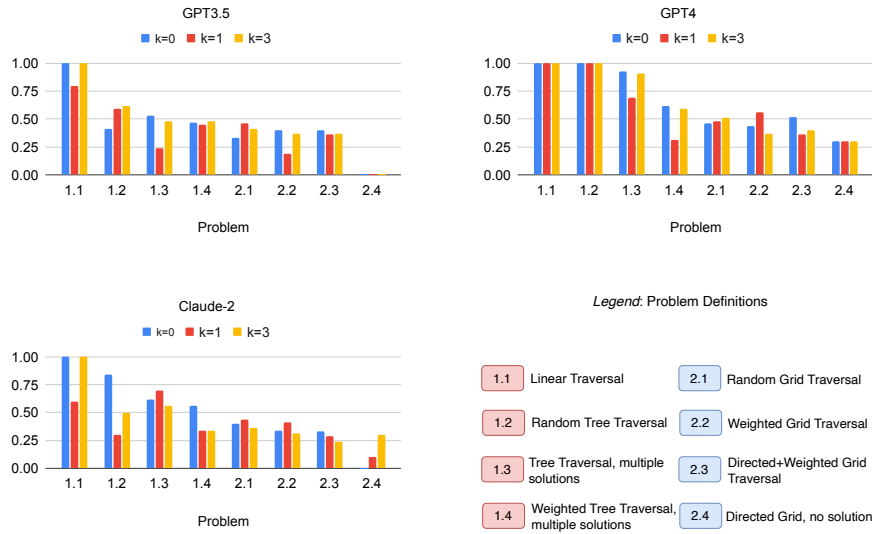 GPT3.5
k=0 k=1 k=3
1.00
0.75
0.50
0.25
0.00
1.1 1.2 1.3 1.4 2.1 2.2 2.3 2.4
Problem
GPT4
k=0 k=1 k=3
1.00
0.75
0.50
0.25
0.00
1.1 1.2 1.3 1.4 2.1 2.2 2.3 2.4
Problem
Claude-2
k=0 k=1 k=3
1.00
0.75
0.50
0.25
0.00
1.1 1.2 1.3 1.4 2.1 2.2 2.3 2.4
Problem
Legend: Problem Definitions
1.1 Linear Traversal
1.2 Random Tree Traversal
1.3 Tree Traversal, multiple
solutions
1.4 Weighted Tree Traversal,
multiple solutions
2.1 Random Grid Traversal
2.2 Weighted Grid Traversal
2.3 Directed+Weighted Grid
Traversal
2.4 Directed Grid, no solution